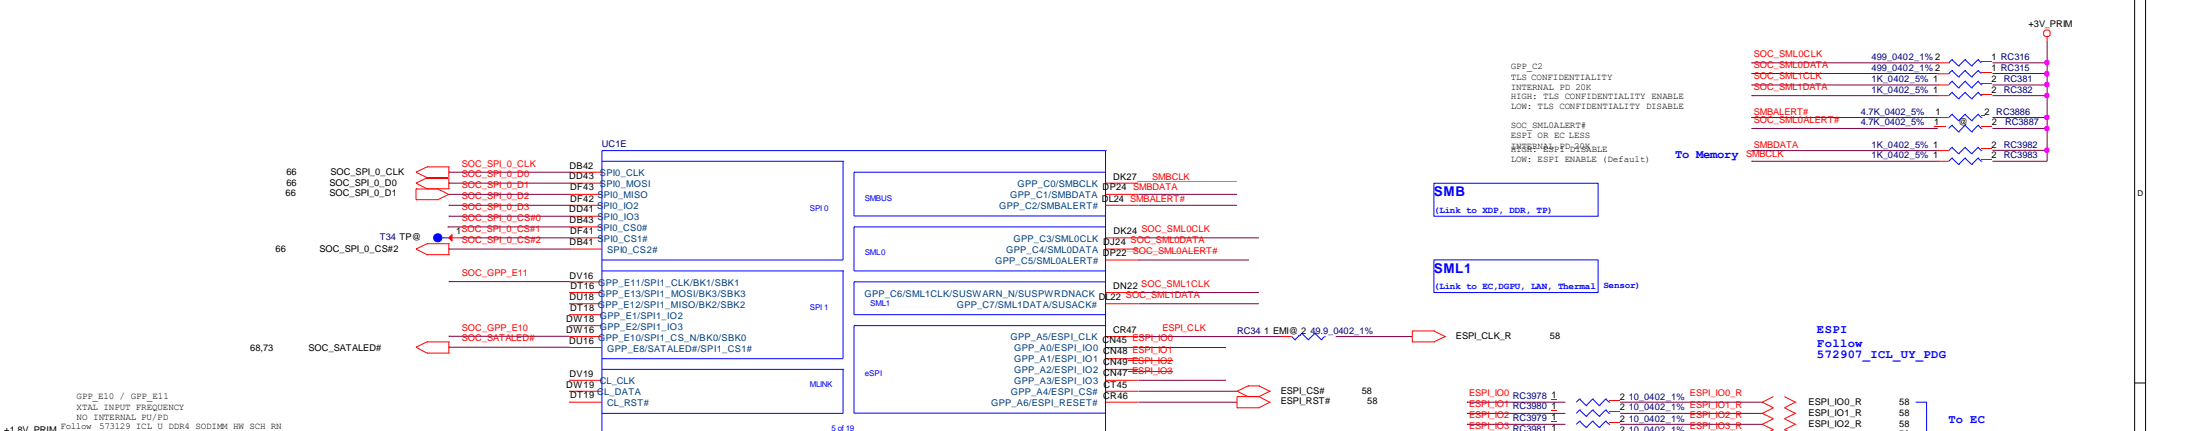 +3V_PRIM
SOC_SML0CLK 499_0402_1% 2 1 RC316
SOC_SML0DATA 499_0402_1% 2 1 RC315
SOC_SML1CLK 1K_0402_5% 1 2 RC381
SOC_SML1DATA 1K_0402_5% 1 2 RC382
SMBALERT# 4.7K_0402_5% 1 2 RC3886
SOC_SML0ALERT# 4.7K_0402_5% 1 @ 2 RC3887
SMBDATA 1K_0402_5% 1 2 RC3982
To Memory SMBCLK 1K_0402_5% 1 2 RC3983
GPP_C2
TLS CONFIDENTIALITY
INTERNAL PD 20K
HIGH: TLS CONFIDENTIALITY ENABLE
LOW: TLS CONFIDENTIALITY DISABLE
SOC_SML0ALERT#
ESPI OR EC LESS
INTERNAL PD 20K
HIGH: ESPI DISABLE
LOW: ESPI ENABLE (Default)
UC1E
66 SOC_SPI_0_CLK SOC_SPI_0_CLK DB42 SPI0_CLK
66 SOC_SPI_0_D0 SOC_SPI_0_D0 DD43 SPI0_MOSI
66 SOC_SPI_0_D1 SOC_SPI_0_D1 DF43 SPI0_MISO
SOC_SPI_0_D2 DF42 SPI0_IO2
SOC_SPI_0_D3 DD41 SPI0_IO3
SOC_SPI_0_CS#0 DB43 SPI0_CS0#
T34 TP@ 1 SOC_SPI_0_CS#1 DF41 SPI0_CS1#
66 SOC_SPI_0_CS#2 SOC_SPI_0_CS#2 DB41 SPI0_CS2#
SPI 0
SOC_GPP_E11 DV16 GPP_E11/SPI1_CLK/BK1/SBK1
DT16 GPP_E13/SPI1_MOSI/BK3/SBK3
DU18 GPP_E12/SPI1_MISO/BK2/SBK2
DT18 GPP_E1/SPI1_IO2
DW18 GPP_E2/SPI1_IO3
SOC_GPP_E10 DW16 GPP_E10/SPI1_CS_N/BK0/SBK0
68,73 SOC_SATALED# SOC_SATALED# DU16 GPP_E8/SATALED#/SPI1_CS1#
SPI 1
DV19 CL_CLK
DW19 CL_DATA
DT19 CL_RST#
MLINK
SMBUS
GPP_C0/SMBCLK DK27 SMBCLK
GPP_C1/SMBDATA DP24 SMBDATA
GPP_C2/SMBALERT# DL24 SMBALERT#
SML0
GPP_C3/SML0CLK DK24 SOC_SML0CLK
GPP_C4/SML0DATA DJ24 SOC_SML0DATA
GPP_C5/SML0ALERT# DP22 SOC_SML0ALERT#
GPP_C6/SML1CLK/SUSWARN_N/SUSPWRDNACK DN22 SOC_SML1CLK
SML1 GPP_C7/SML1DATA/SUSACK# DL22 SOC_SML1DATA
eSPI
GPP_A5/ESPI_CLK CR47 ESPI_CLK RC34 1 EMI@ 2 49.9_0402_1% ESPI_CLK_R 58
GPP_A0/ESPI_IO0 CN45 ESPI_IO0
GPP_A1/ESPI_IO1 CN48 ESPI_IO1
GPP_A2/ESPI_IO2 CN49 ESPI_IO2
GPP_A3/ESPI_IO3 CN47 ESPI_IO3
GPP_A4/ESPI_CS# CT45 ESPI_CS# 58
GPP_A6/ESPI_RESET# CR46 ESPI_RST# 58
5 of 19
SMB
(Link to XDP, DDR, TP)
SML1
(Link to EC,DGPU, LAN, Thermal Sensor)
D
ESPI
Follow
572907_ICL_UY_PDG
ESPI_IO0 RC3978 1 2 10_0402_1% ESPI_IO0_R ESPI_IO0_R 58
ESPI_IO1 RC3980 1 2 10_0402_1% ESPI_IO1_R ESPI_IO1_R 58
ESPI_IO2 RC3979 1 2 10_0402_1% ESPI_IO2_R ESPI_IO2_R 58
ESPI_IO3 RC3981 1 2 10_0402_1% ESPI_IO3_R
To EC
GPP_E10 / GPP_E11
XTAL INPUT FREQUENCY
NO INTERNAL PU/PD
+1.8V_PRIM Follow 573129 ICL U DDR4 SODIMM HW SCH RN